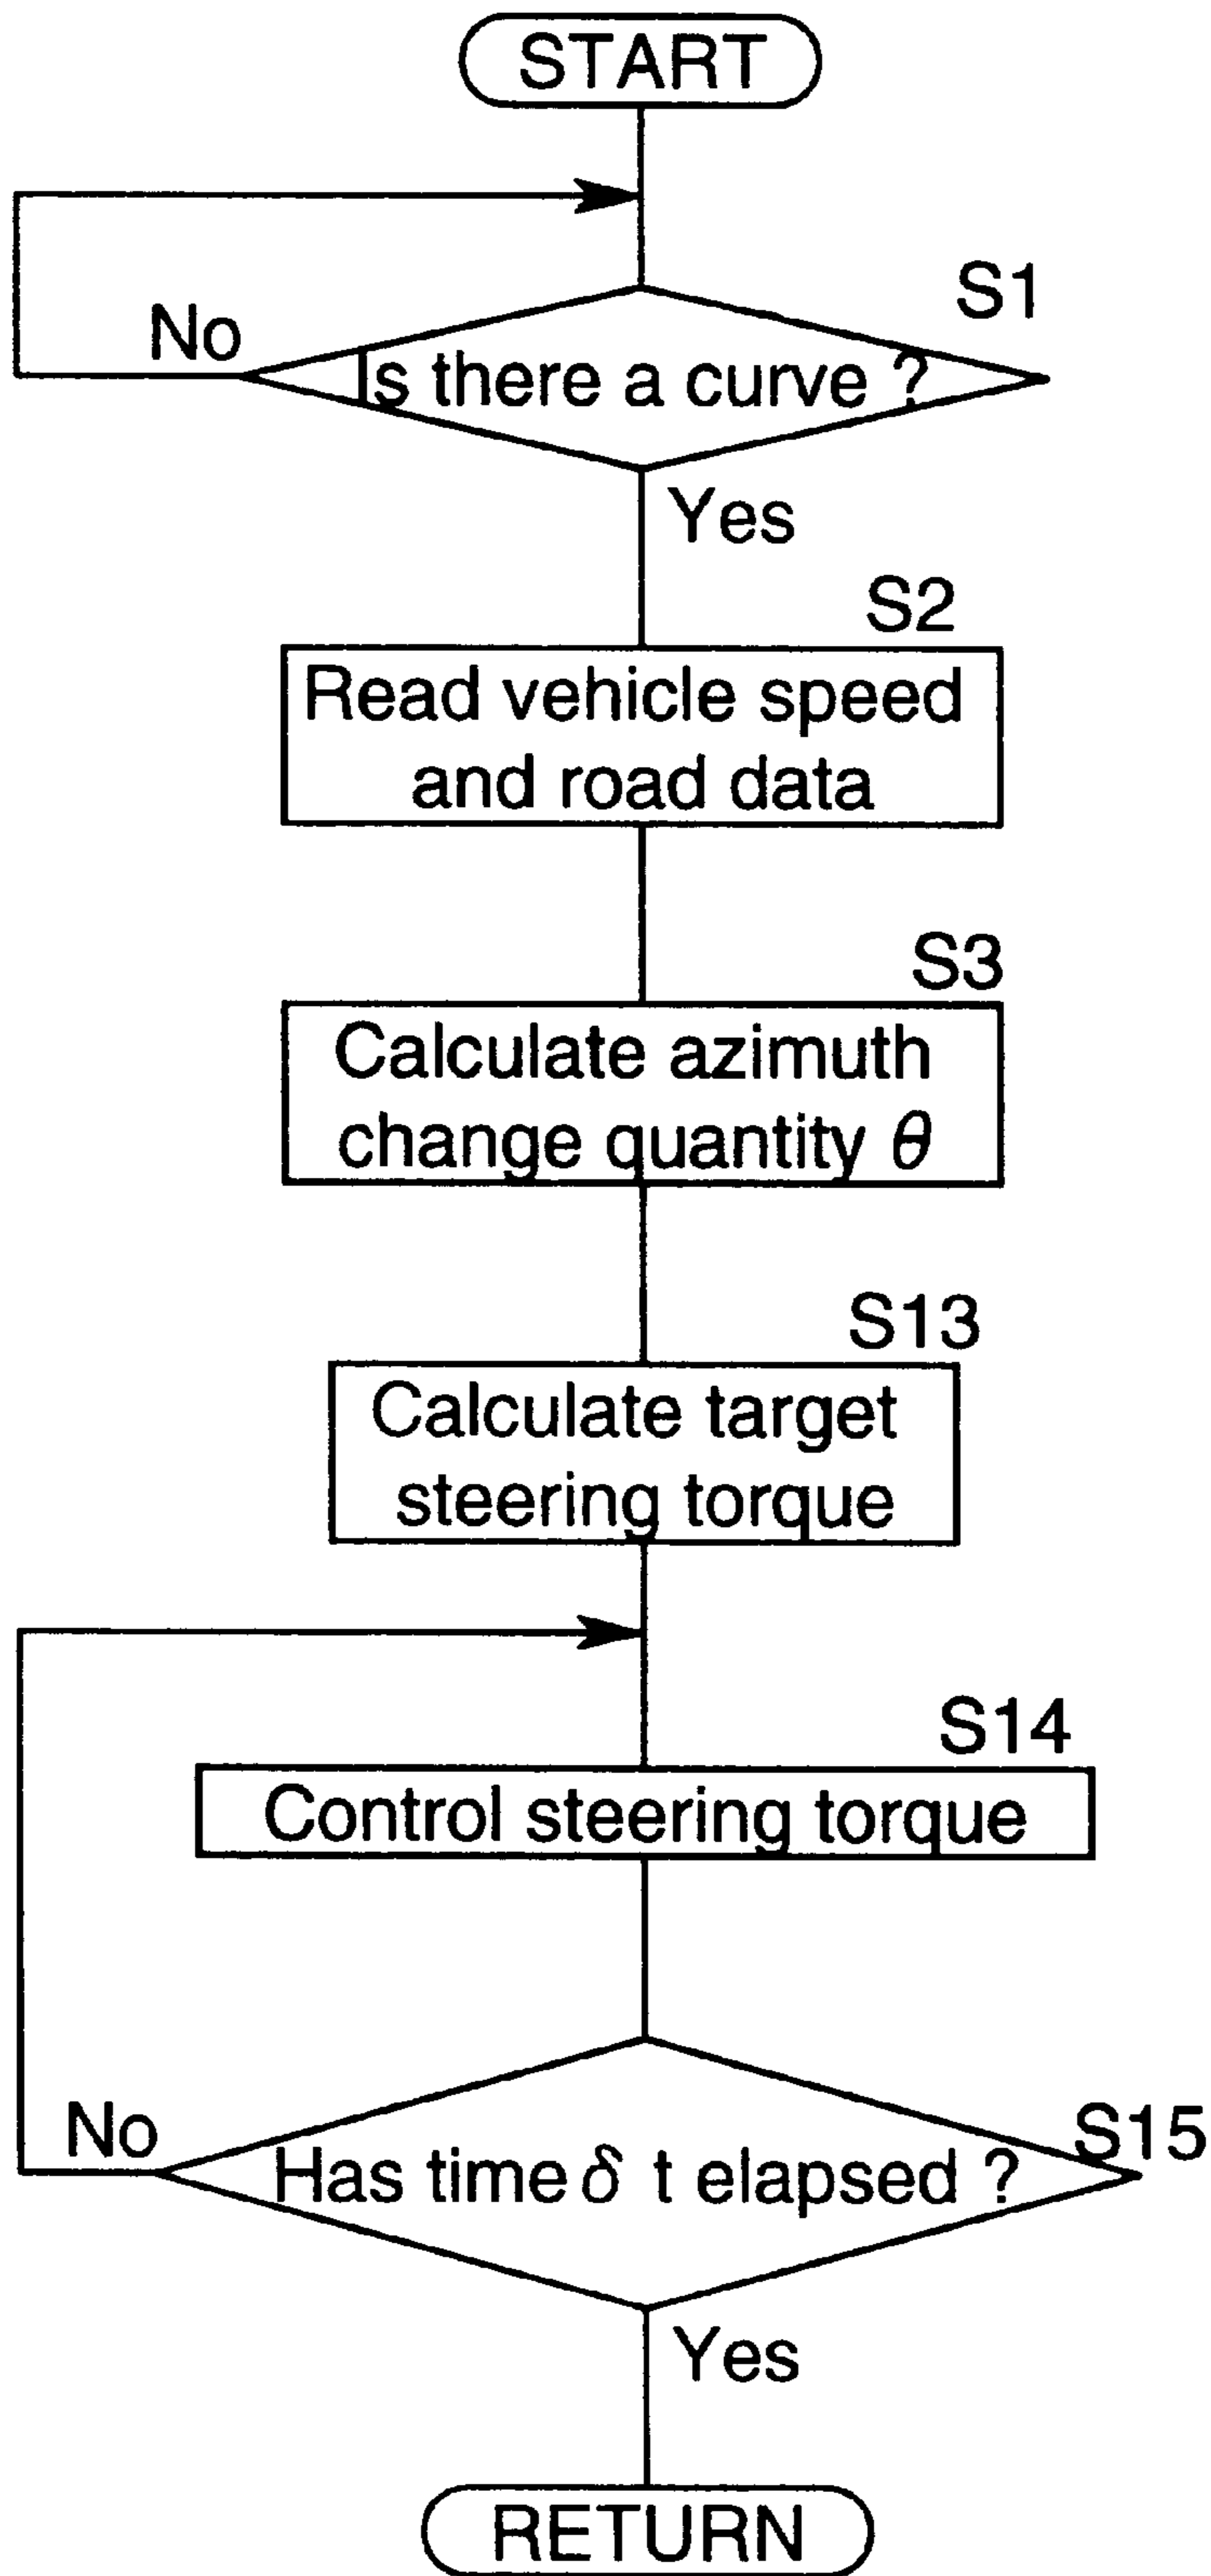 START
S1
No
Is there a curve ?
Yes
S2
Read vehicle speed
and road data
S3
Calculate azimuth
change quantity θ
S13
Calculate target
steering torque
S14
Control steering torque
No
S15
Has time δ t elapsed ?
Yes
RETURN